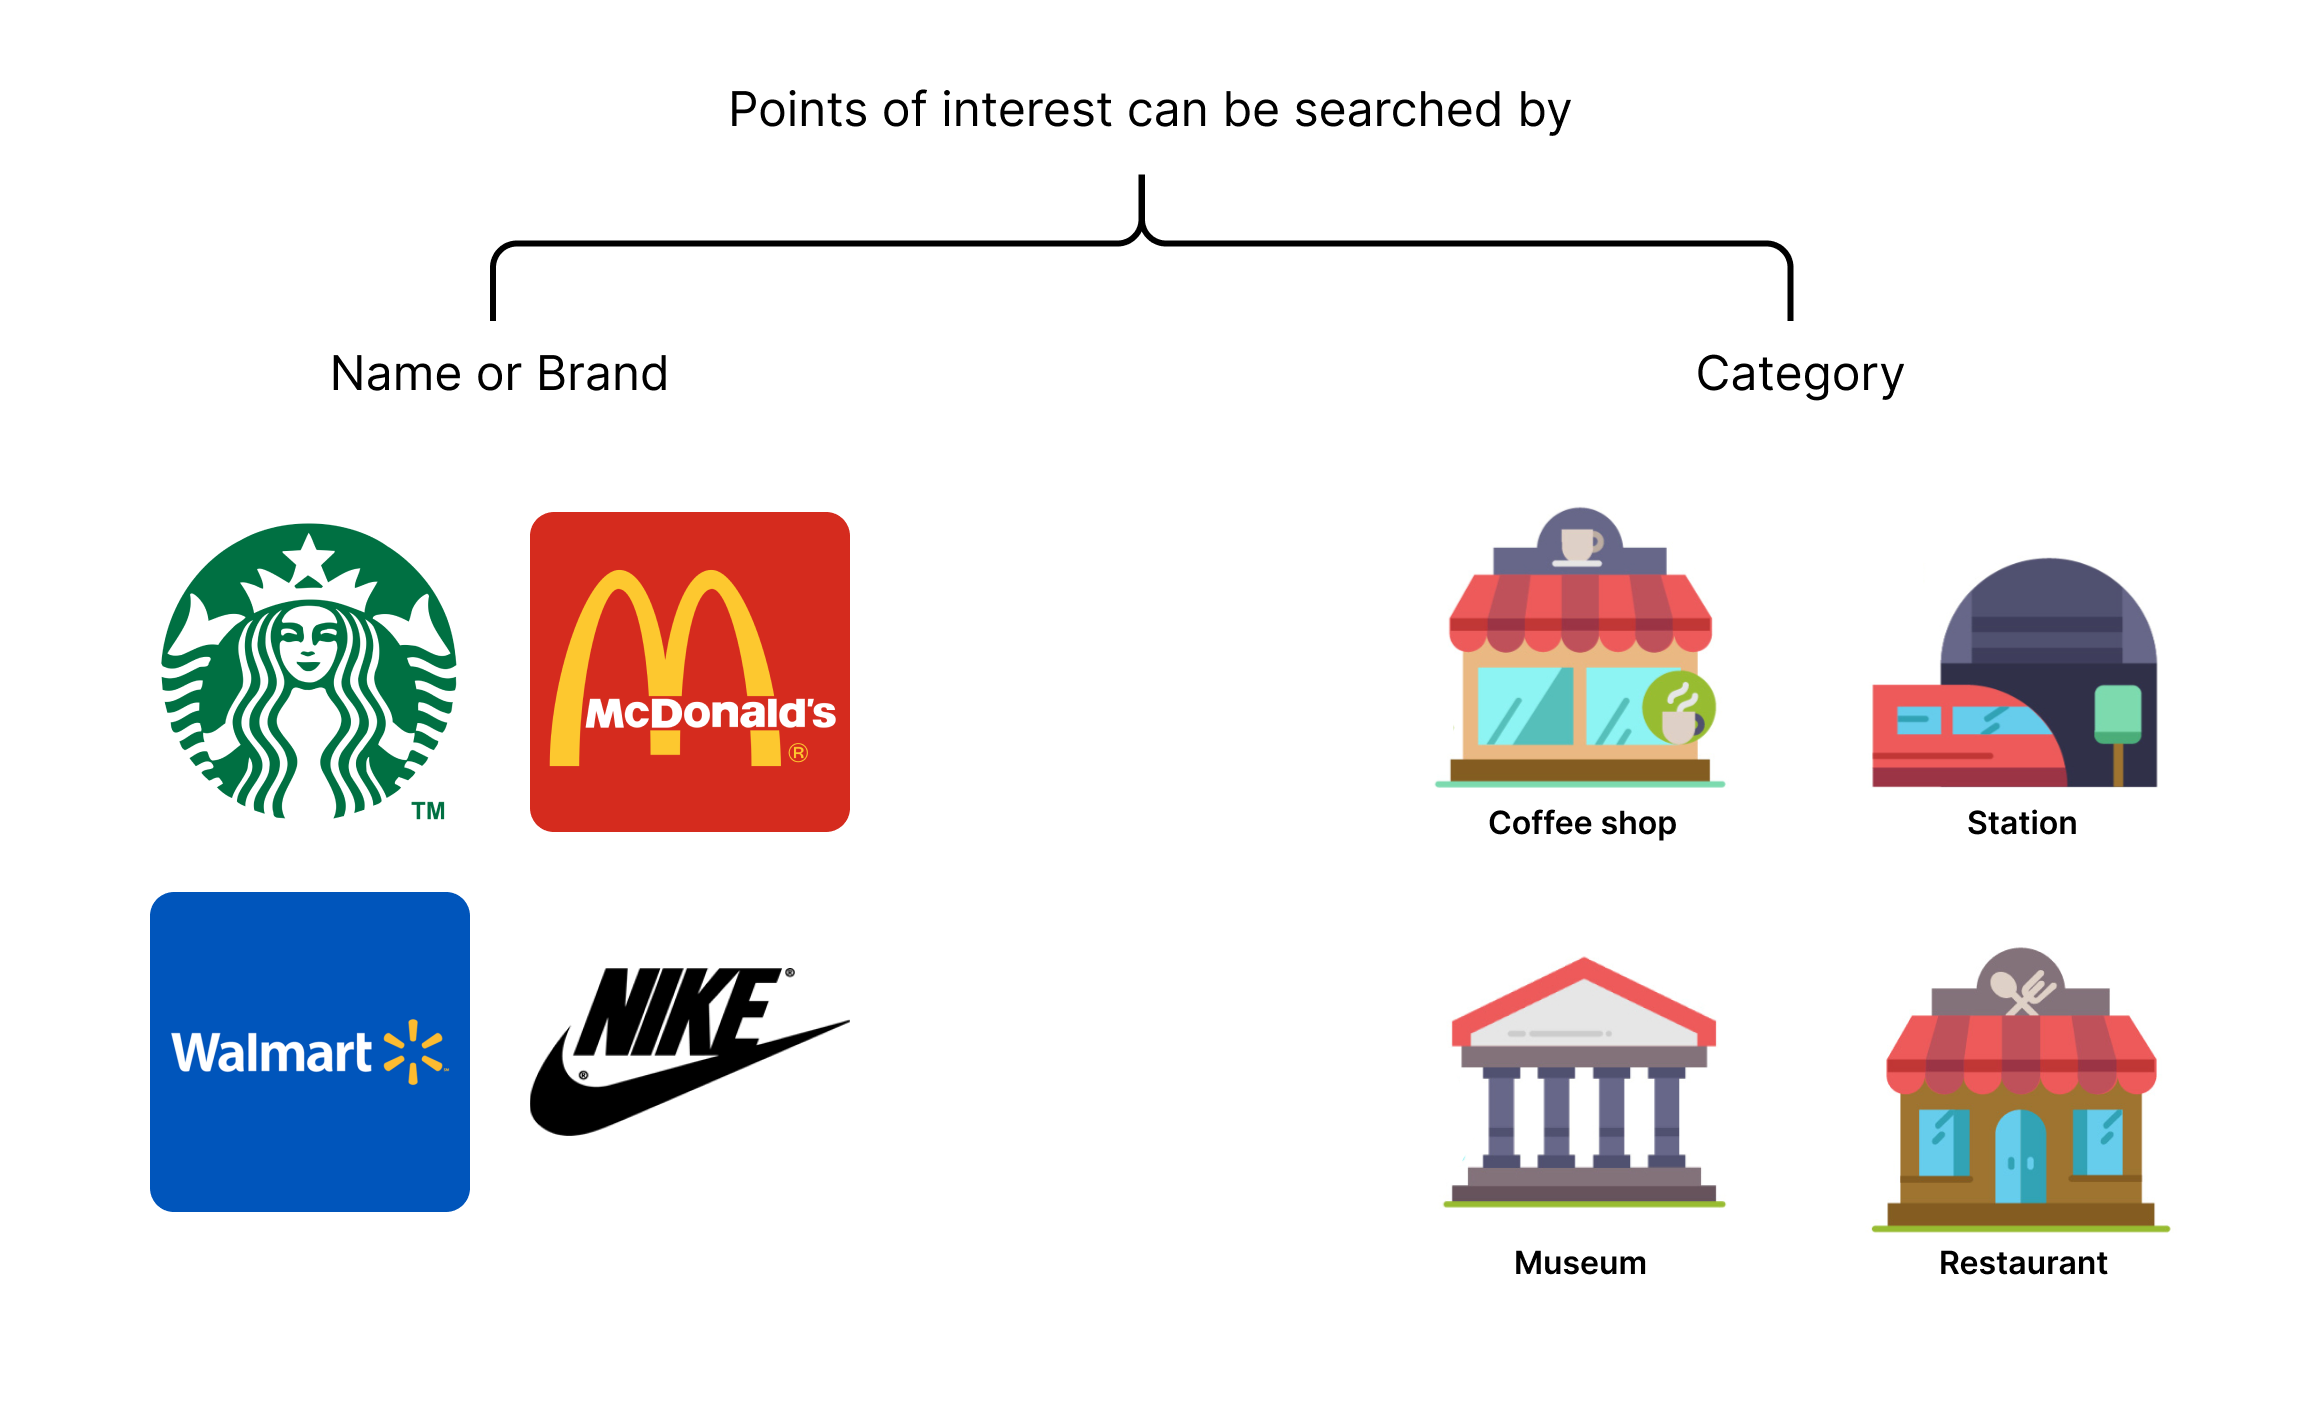 Points of interest can be searched by
Name or Brand
Category
TM
McDonald's
®
Coffee shop
Station
Walmart
NIKE
®
®
Museum
Restaurant